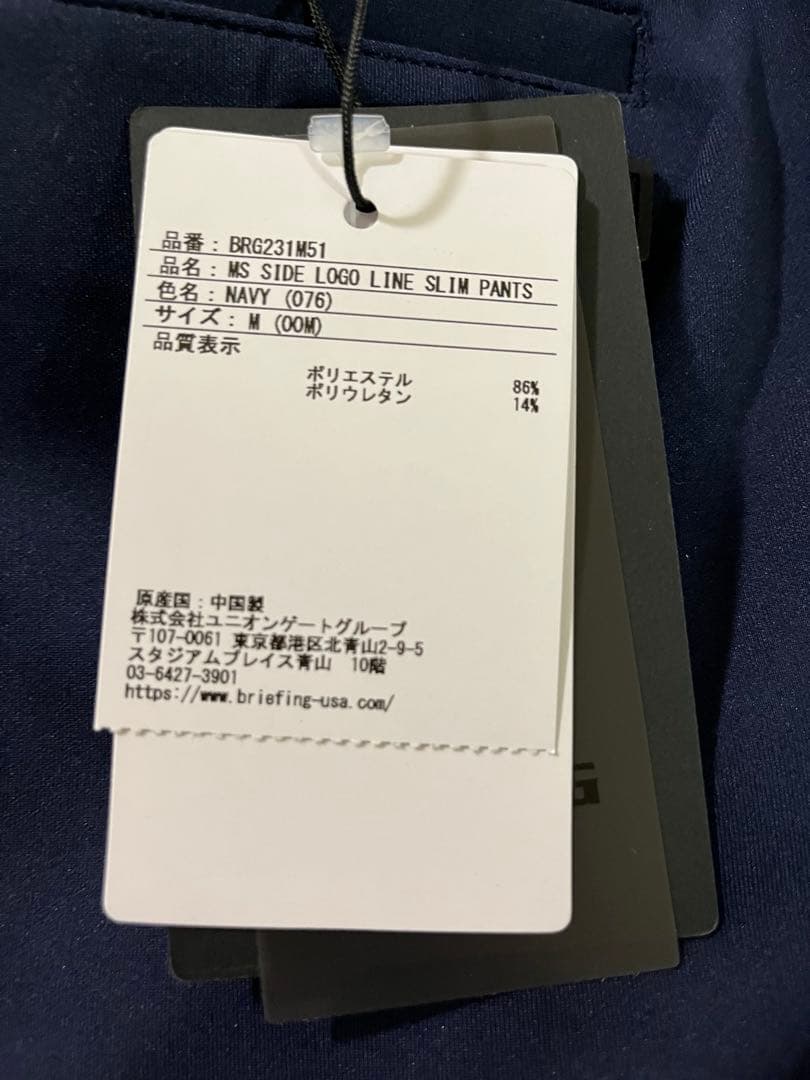 品番：BRG231M51
品名：MS SIDE LOGO LINE SLIM PANTS
色名：NAVY (076)
サイズ：M (00M)
品質表示
ポリエステル 86%
ポリウレタン 14%
原産国：中国製
株式会社ユニオンゲートグループ
〒107-0061 東京都港区北青山2-9-5
スタジアムプレイス青山 10階
03-6427-3901
https://www.briefing-usa.com/
G